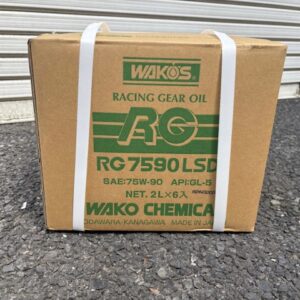 WAKO'S
RACING GEAR OIL
RG
RG7590LSD
SAE:75W-90 API:GL-5
NET. 2L×6入
WAKO CHEMICA
ODAWARA-KANAGAWA MADE IN JA